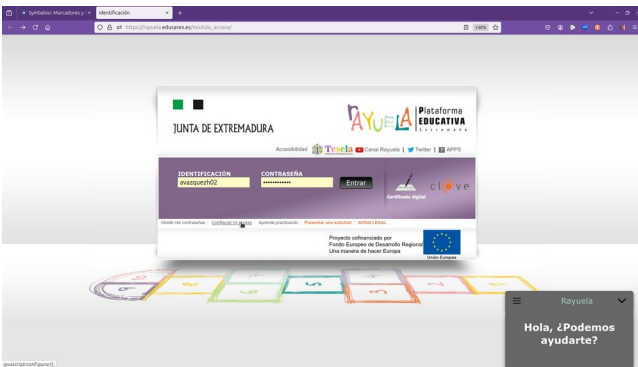 Symbaloo: Marcadores y
Identificación
https://rayuela.educarex.es/modulo_acceso/
140%
JUNTA DE EXTREMADURA
RAYUELA
Plataforma
EDUCATIVA
Extremeña
Accesibilidad Tesela Canal Rayuela | Twitter | APPS
IDENTIFICACIÓN CONTRASEÑA
avazquezh02 ••••••••••••
Entrar
Certificado digital
cl@ve
Olvidé mis contraseñas Configurar mi acceso Aprende practicando Presentar una solicitud AVISO LEGAL
Proyecto cofinanciado por
Fondo Europeo de Desarrollo Regional
Una manera de hacer Europa
Unión Europea
Rayuela
Hola, ¿Podemos
ayudarte?
javascript:configurar();